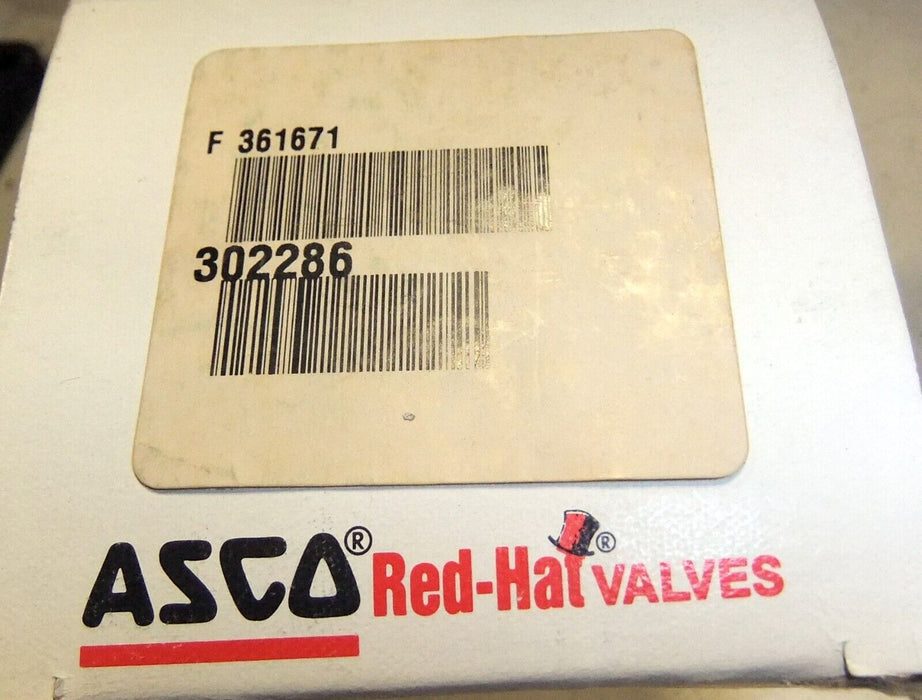 F 361671
302286
ASCO® Red-Hat® VALVES